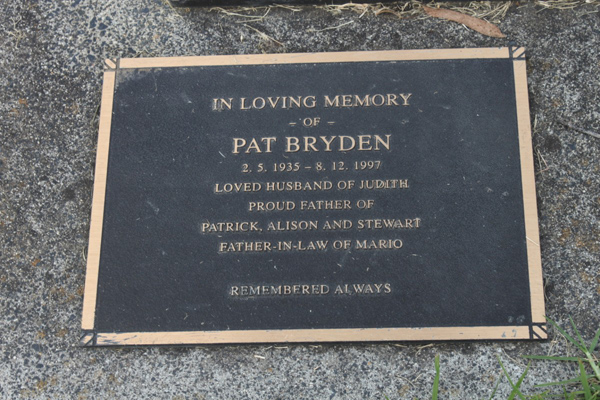 IN LOVING MEMORY
– OF –
PAT BRYDEN
2. 5. 1935 – 8. 12. 1997
LOVED HUSBAND OF JUDITH
PROUD FATHER OF
PATRICK, ALISON AND STEWART
FATHER-IN-LAW OF MARIO
REMEMBERED ALWAYS